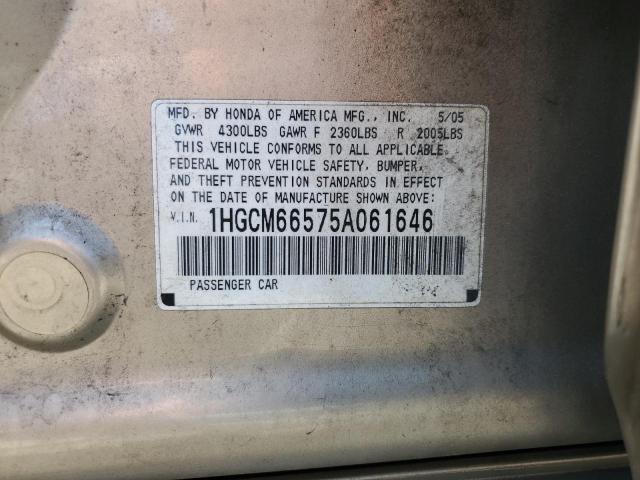 MFD. BY HONDA OF AMERICA MFG., INC. 5/05
GVWR 4300LBS GAWR F 2360LBS R 2005LBS
THIS VEHICLE CONFORMS TO ALL APPLICABLE
FEDERAL MOTOR VEHICLE SAFETY, BUMPER,
AND THEFT PREVENTION STANDARDS IN EFFECT
ON THE DATE OF MANUFACTURE SHOWN ABOVE:
V.I.N. 1HGCM66575A061646
PASSENGER CAR